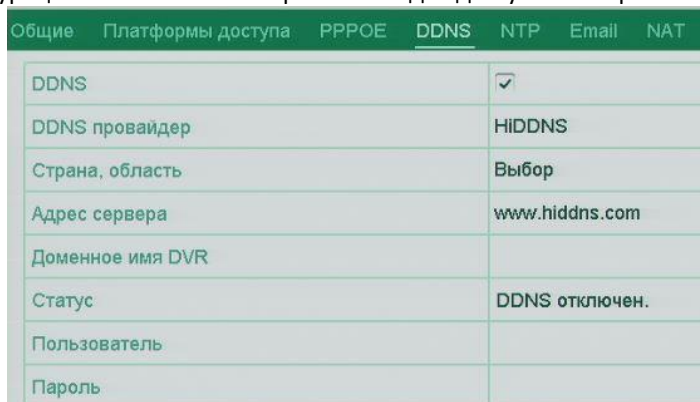 Общие Платформы доступа PPPOE DDNS NTP Email NAT
DDNS
DDNS провайдер HiDDNS
Страна, область Выбор
Адрес сервера www.hiddns.com
Доменное имя DVR
Статус DDNS отключен.
Пользователь
Пароль